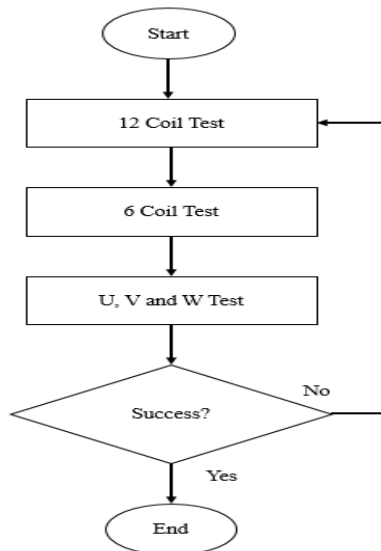 Start
12 Coil Test
6 Coil Test
U, V and W Test
Success?
No
Yes
End